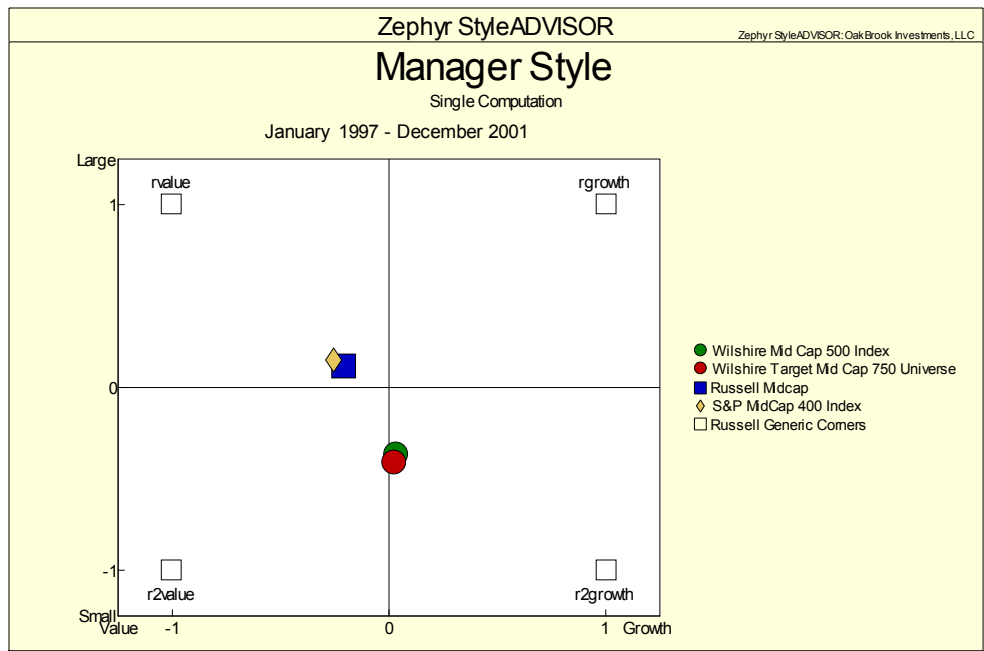 Zephyr StyleADVISOR
Zephyr StyleADVISOR: OakBrook Investments, LLC
Manager Style
Single Computation
January 1997 - December 2001
Large
rvalue
rgrowth
1
0
-1
r2value
r2growth
Small
Value -1 0 1 Growth
Wilshire Mid Cap 500 Index
Wilshire Target Mid Cap 750 Universe
Russell Midcap
S&P MidCap 400 Index
Russell Generic Corners